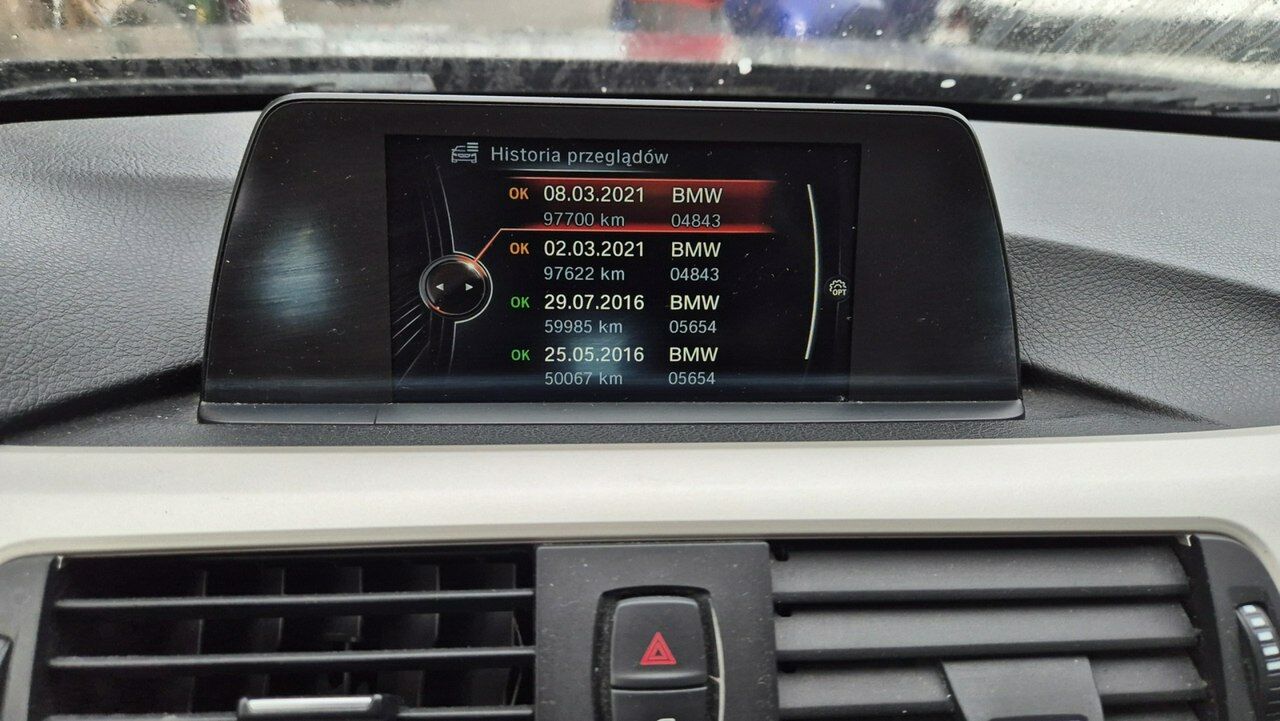 Historia przeglądów
OK 08.03.2021 BMW
97700 km 04843
OK 02.03.2021 BMW
97622 km 04843
OK 29.07.2016 BMW
59985 km 05654
OPT
OK 25.05.2016 BMW
50067 km 05654